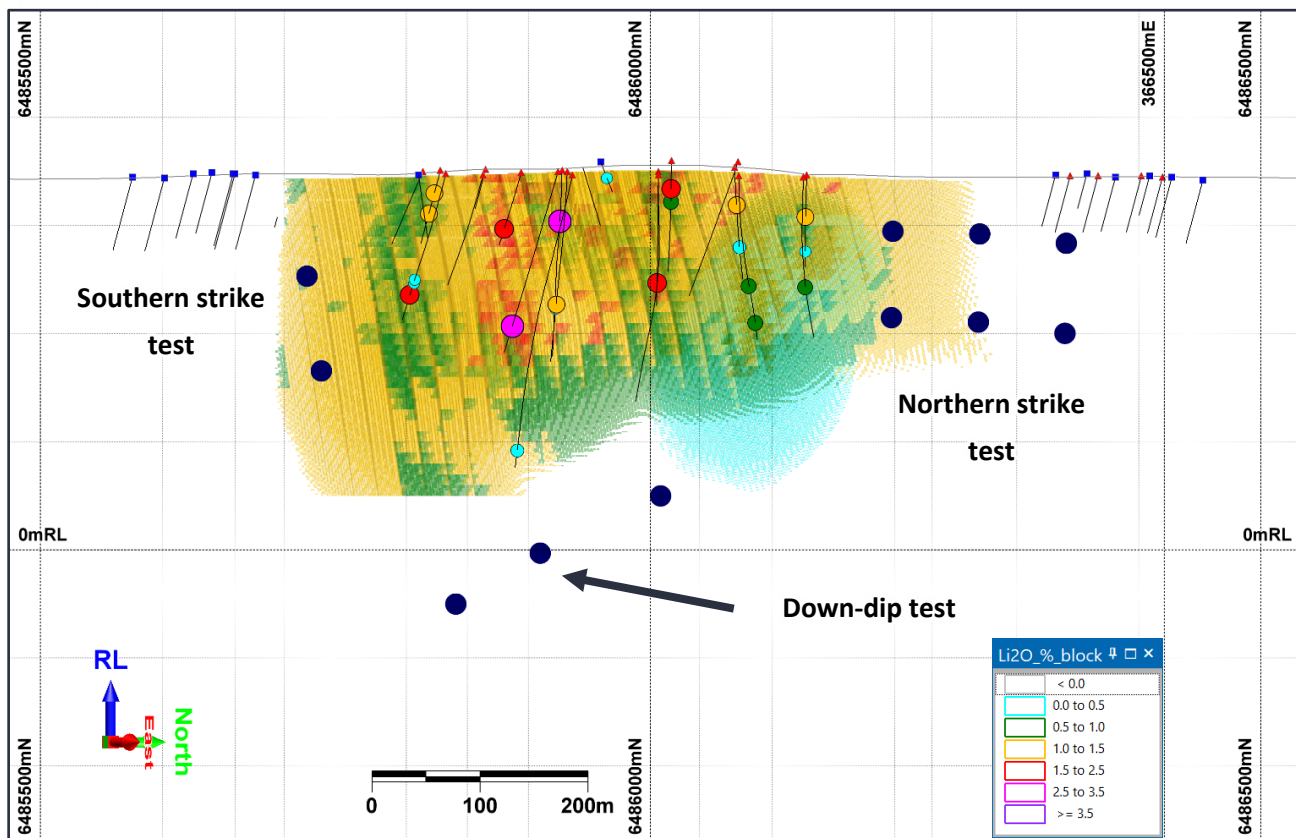 6485500mN
6486000mN
366500mE
6486500mN
Southern strike
test
Northern strike
test
0mRL
0mRL
Down-dip test
RL
East
North
0
100
200m
Li2O_%_block
< 0.0
0.0 to 0.5
0.5 to 1.0
1.0 to 1.5
1.5 to 2.5
2.5 to 3.5
>= 3.5
6485500mN
6486000mN
6486500mN